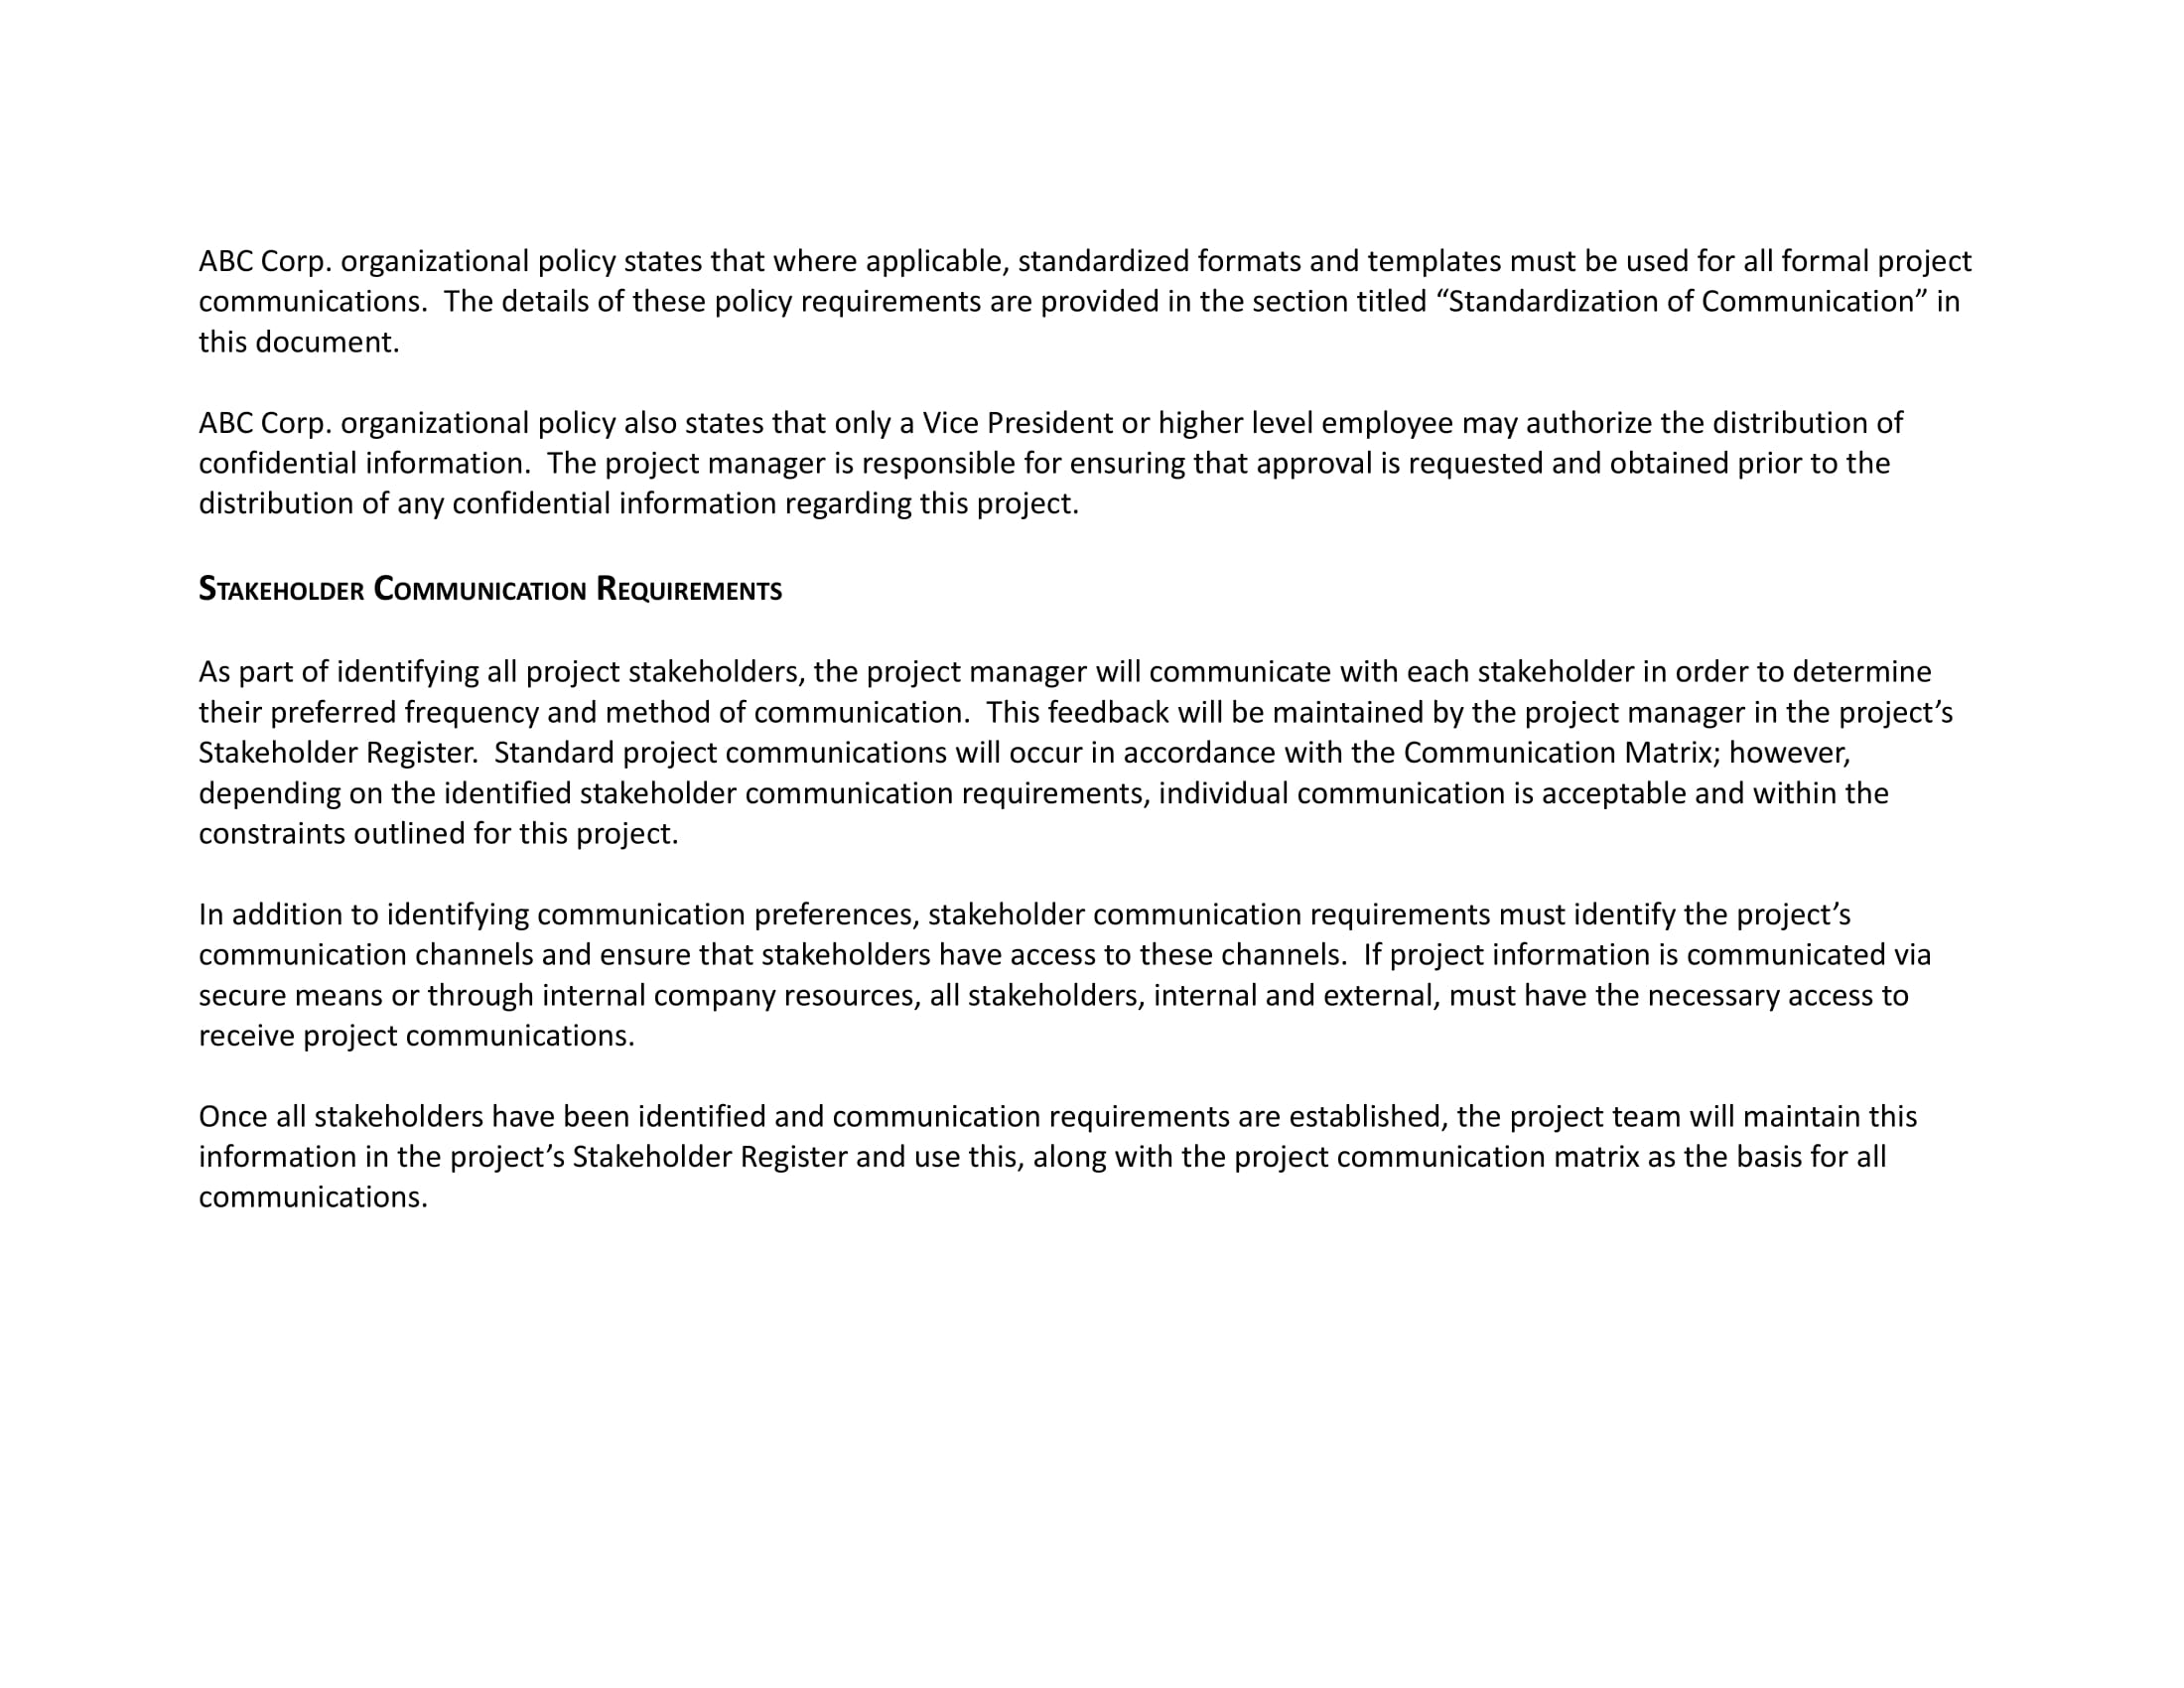 ABC Corp. organizational policy states that where applicable, standardized formats and templates must be used for all formal project
communications.  The details of these policy requirements are provided in the section titled “Standardization of Communication” in
this document.
ABC Corp. organizational policy also states that only a Vice President or higher level employee may authorize the distribution of
confidential information.  The project manager is responsible for ensuring that approval is requested and obtained prior to the
distribution of any confidential information regarding this project.
Stakeholder Communication Requirements
As part of identifying all project stakeholders, the project manager will communicate with each stakeholder in order to determine
their preferred frequency and method of communication.  This feedback will be maintained by the project manager in the project’s
Stakeholder Register.  Standard project communications will occur in accordance with the Communication Matrix; however,
depending on the identified stakeholder communication requirements, individual communication is acceptable and within the
constraints outlined for this project.
In addition to identifying communication preferences, stakeholder communication requirements must identify the project’s
communication channels and ensure that stakeholders have access to these channels.  If project information is communicated via
secure means or through internal company resources, all stakeholders, internal and external, must have the necessary access to
receive project communications.
Once all stakeholders have been identified and communication requirements are established, the project team will maintain this
information in the project’s Stakeholder Register and use this, along with the project communication matrix as the basis for all
communications.